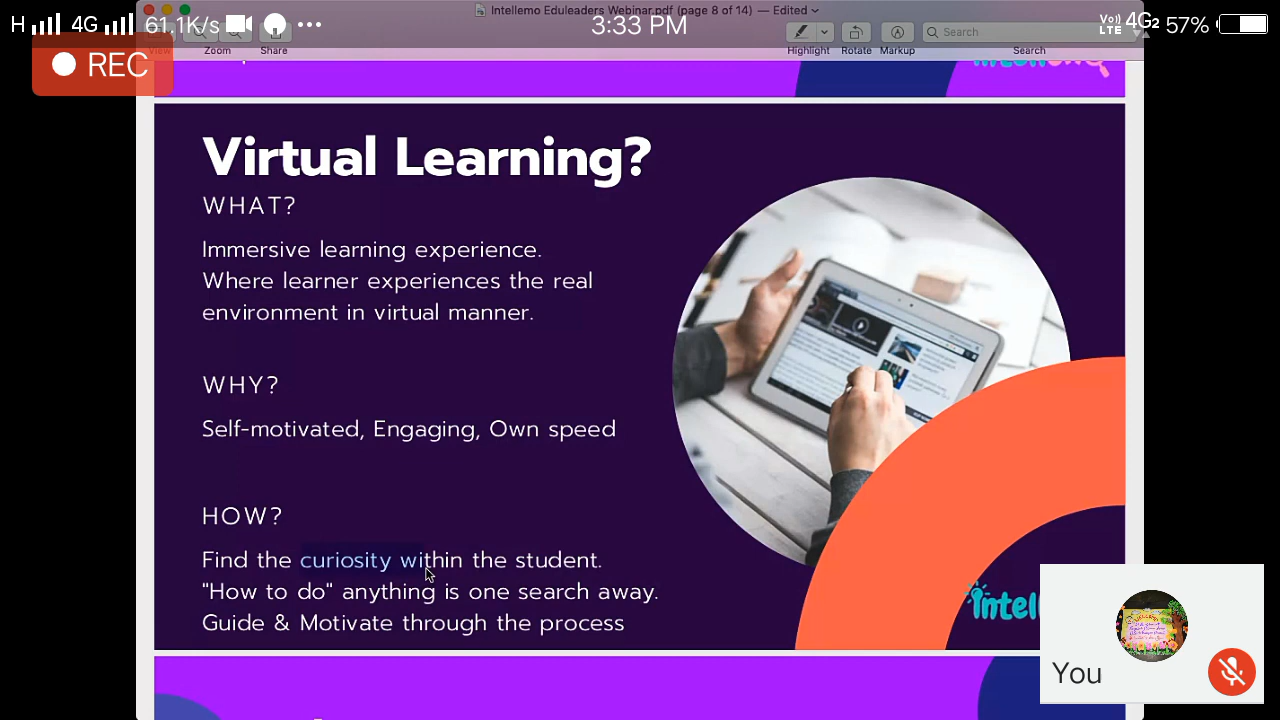 H 4G 61.1K/s 3:33 PM Vo)) LTE 4G2 57%
Intellemo Eduleaders Webinar.pdf (page 8 of 14) — Edited
REC
View Zoom Share Highlight Rotate Markup Search
Search
Virtual Learning?
WHAT?
Immersive learning experience.
Where learner experiences the real
environment in virtual manner.
WHY?
Self-motivated, Engaging, Own speed
HOW?
Find the curiosity within the student.
"How to do" anything is one search away.
Guide & Motivate through the process
You